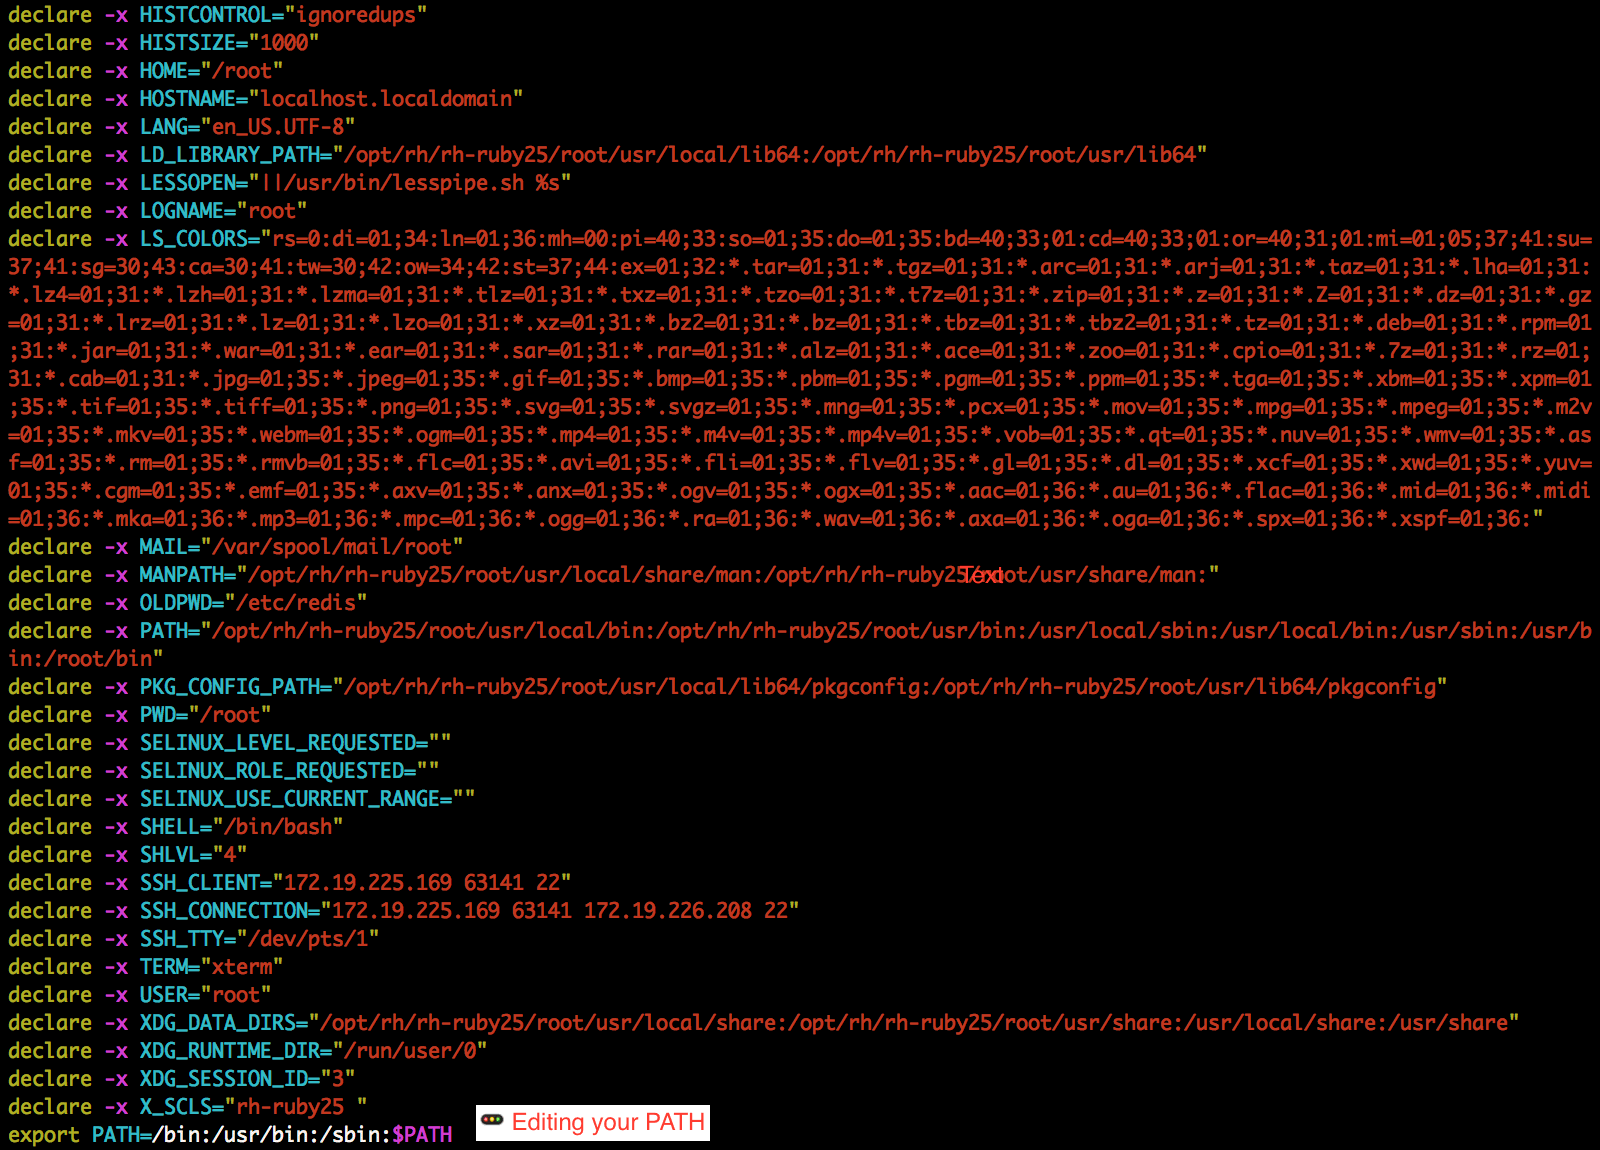 declare -x HISTCONTROL="ignoredups"
declare -x HISTSIZE="1000"
declare -x HOME="/root"
declare -x HOSTNAME="localhost.localdomain"
declare -x LANG="en_US.UTF-8"
declare -x LD_LIBRARY_PATH="/opt/rh/rh-ruby25/root/usr/local/lib64:/opt/rh/rh-ruby25/root/usr/lib64"
declare -x LESSOPEN="||/usr/bin/lesspipe.sh %s"
declare -x LOGNAME="root"
declare -x LS_COLORS="rs=0:di=01;34:ln=01;36:mh=00:pi=40;33:so=01;35:do=01;35:bd=40;33;01:cd=40;33;01:or=40;31;01:mi=01;05;37;41:su=
37;41:sg=30;43:ca=30;41:tw=30;42:ow=34;42:st=37;44:ex=01;32:*.tar=01;31:*.tgz=01;31:*.arc=01;31:*.arj=01;31:*.taz=01;31:*.lha=01;31:
*.lz4=01;31:*.lzh=01;31:*.lzma=01;31:*.tlz=01;31:*.txz=01;31:*.tzo=01;31:*.t7z=01;31:*.zip=01;31:*.z=01;31:*.Z=01;31:*.dz=01;31:*.gz
=01;31:*.lrz=01;31:*.lz=01;31:*.lzo=01;31:*.xz=01;31:*.bz2=01;31:*.bz=01;31:*.tbz=01;31:*.tbz2=01;31:*.tz=01;31:*.deb=01;31:*.rpm=01
;31:*.jar=01;31:*.war=01;31:*.ear=01;31:*.sar=01;31:*.rar=01;31:*.alz=01;31:*.ace=01;31:*.zoo=01;31:*.cpio=01;31:*.7z=01;31:*.rz=01;
31:*.cab=01;31:*.jpg=01;35:*.jpeg=01;35:*.gif=01;35:*.bmp=01;35:*.pbm=01;35:*.pgm=01;35:*.ppm=01;35:*.tga=01;35:*.xbm=01;35:*.xpm=01
;35:*.tif=01;35:*.tiff=01;35:*.png=01;35:*.svg=01;35:*.svgz=01;35:*.mng=01;35:*.pcx=01;35:*.mov=01;35:*.mpg=01;35:*.mpeg=01;35:*.m2v
=01;35:*.mkv=01;35:*.webm=01;35:*.ogm=01;35:*.mp4=01;35:*.m4v=01;35:*.mp4v=01;35:*.vob=01;35:*.qt=01;35:*.nuv=01;35:*.wmv=01;35:*.as
f=01;35:*.rm=01;35:*.rmvb=01;35:*.flc=01;35:*.avi=01;35:*.fli=01;35:*.flv=01;35:*.gl=01;35:*.dl=01;35:*.xcf=01;35:*.xwd=01;35:*.yuv=
01;35:*.cgm=01;35:*.emf=01;35:*.axv=01;35:*.anx=01;35:*.ogv=01;35:*.ogx=01;35:*.aac=01;36:*.au=01;36:*.flac=01;36:*.mid=01;36:*.midi
=01;36:*.mka=01;36:*.mp3=01;36:*.mpc=01;36:*.ogg=01;36:*.ra=01;36:*.wav=01;36:*.axa=01;36:*.oga=01;36:*.spx=01;36:*.xspf=01;36:"
declare -x MAIL="/var/spool/mail/root"
declare -x MANPATH="/opt/rh/rh-ruby25/root/usr/local/share/man:/opt/rh/rh-ruby25/root/usr/share/man:"
Text
declare -x OLDPWD="/etc/redis"
declare -x PATH="/opt/rh/rh-ruby25/root/usr/local/bin:/opt/rh/rh-ruby25/root/usr/bin:/usr/local/sbin:/usr/local/bin:/usr/sbin:/usr/b
in:/root/bin"
declare -x PKG_CONFIG_PATH="/opt/rh/rh-ruby25/root/usr/local/lib64/pkgconfig:/opt/rh/rh-ruby25/root/usr/lib64/pkgconfig"
declare -x PWD="/root"
declare -x SELINUX_LEVEL_REQUESTED=""
declare -x SELINUX_ROLE_REQUESTED=""
declare -x SELINUX_USE_CURRENT_RANGE=""
declare -x SHELL="/bin/bash"
declare -x SHLVL="4"
declare -x SSH_CLIENT="172.19.225.169 63141 22"
declare -x SSH_CONNECTION="172.19.225.169 63141 172.19.226.208 22"
declare -x SSH_TTY="/dev/pts/1"
declare -x TERM="xterm"
declare -x USER="root"
declare -x XDG_DATA_DIRS="/opt/rh/rh-ruby25/root/usr/local/share:/opt/rh/rh-ruby25/root/usr/share:/usr/local/share:/usr/share"
declare -x XDG_RUNTIME_DIR="/run/user/0"
declare -x XDG_SESSION_ID="3"
declare -x X_SCLS="rh-ruby25 "
export PATH=/bin:/usr/bin:/sbin:$PATH
Editing your PATH